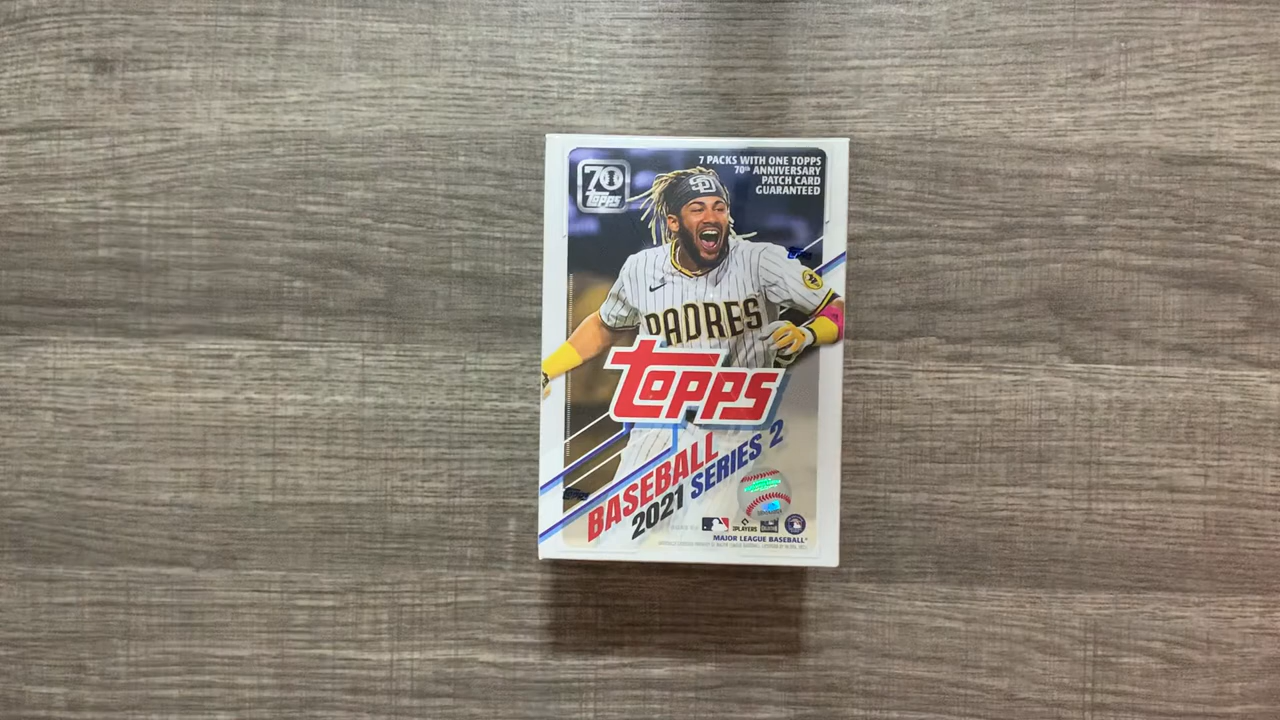 7 PACKS WITH ONE TOPPS
70th ANNIVERSARY
PATCH CARD
GUARANTEED
70
Topps
SD
PADRES
Topps
BASEBALL
2021 SERIES 2
PLAYERS
MAJOR LEAGUE BASEBALL®